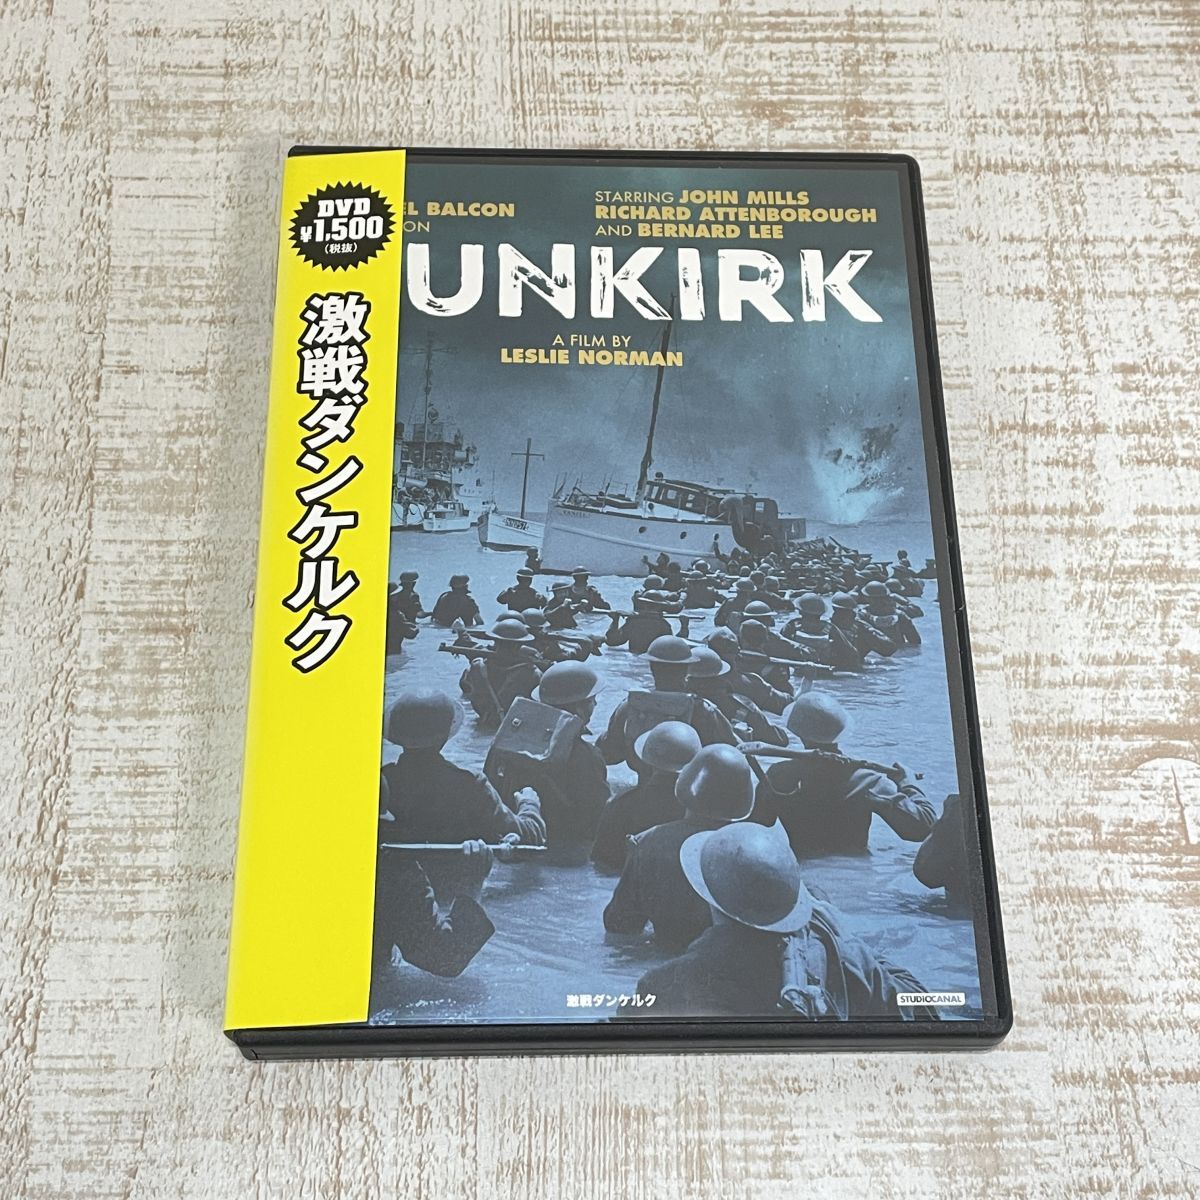 DVD
¥1,500
(税抜)
激戦ダンケルク
EL BALCON
ON
STARRING JOHN MILLS
RICHARD ATTENBOROUGH
AND BERNARD LEE
UNKIRK
A FILM BY
LESLIE NORMAN
激戦ダンケルク
STUDIOCANAL